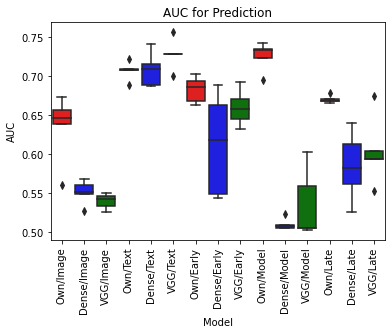 AUC for Prediction
AUC
0.75
0.70
0.65
0.60
0.55
0.50
Own/Image
Dense/Image
VGG/Image
Own/Text
Dense/Text
VGG/Text
Own/Early
Dense/Early
VGG/Early
Own/Model
Dense/Model
VGG/Model
Own/Late
Dense/Late
VGG/Late
Model